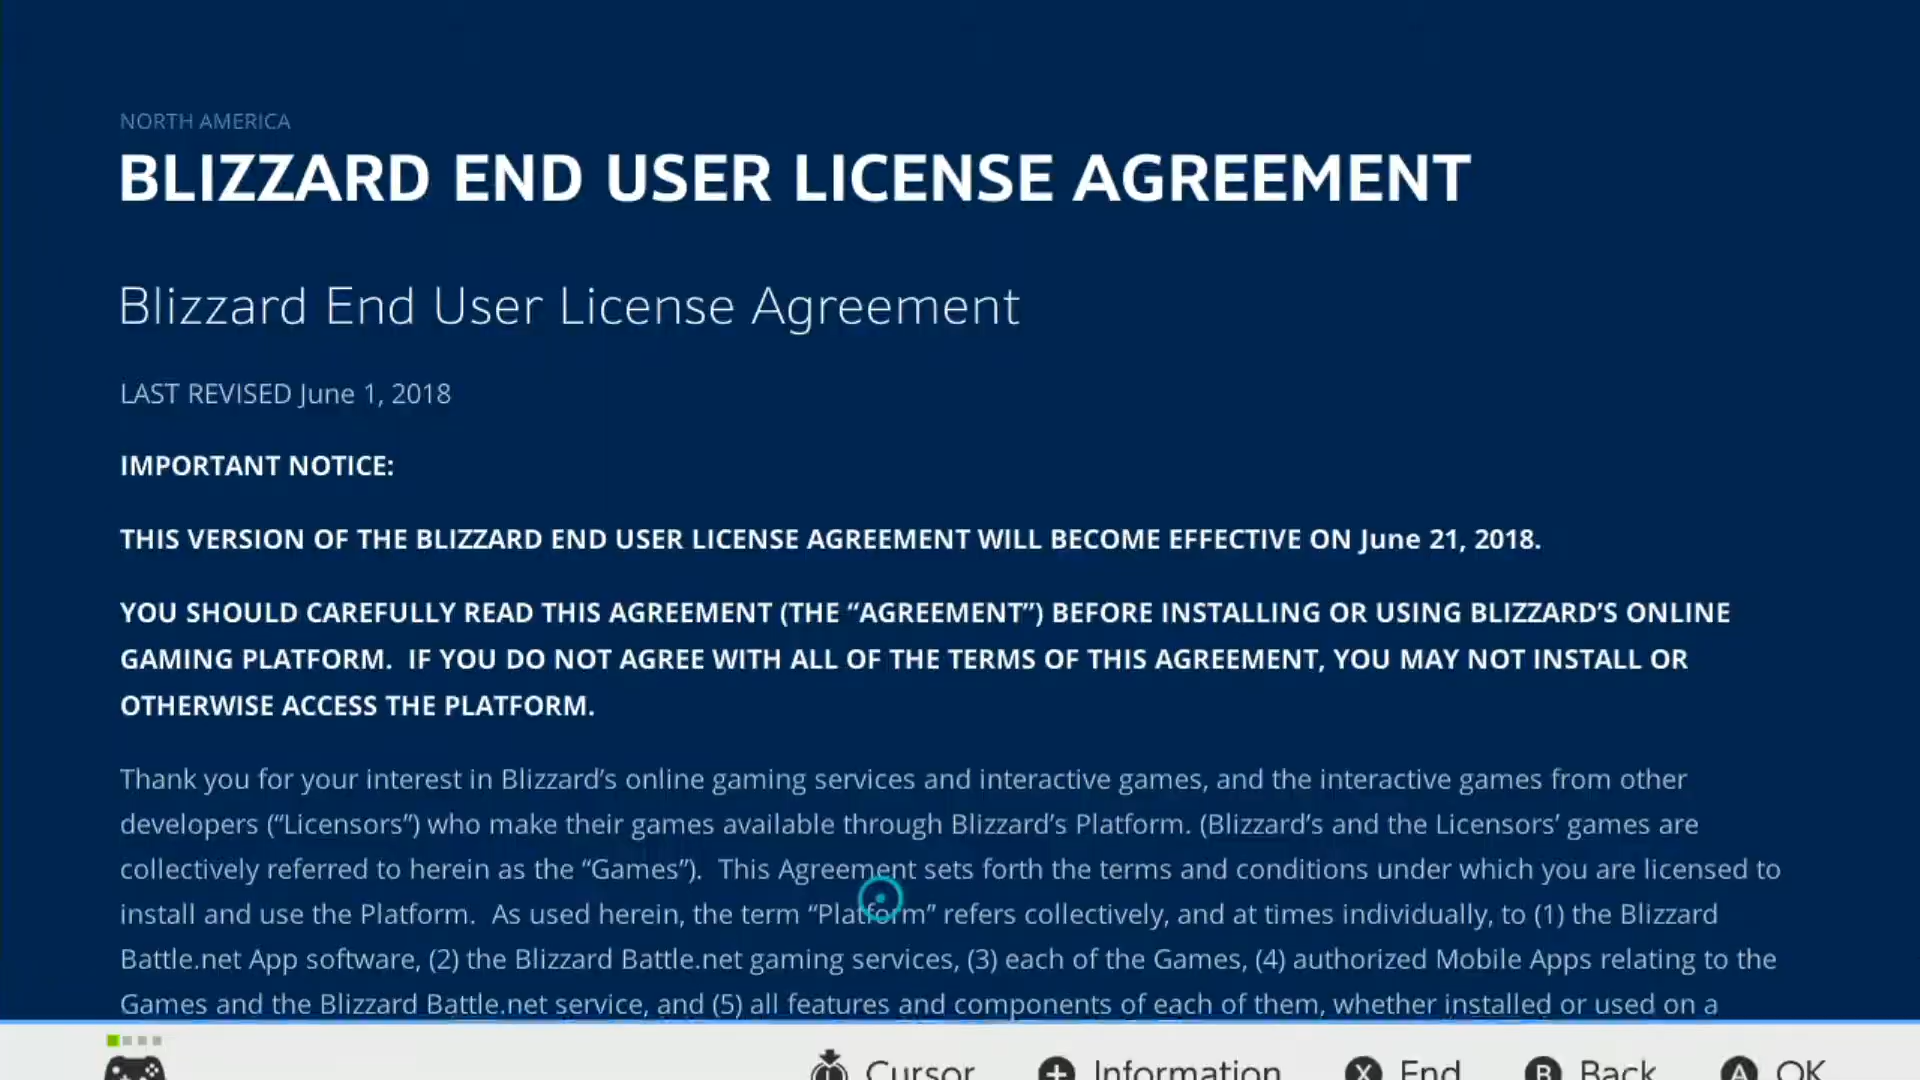 NORTH AMERICA
BLIZZARD END USER LICENSE AGREEMENT
Blizzard End User License Agreement
LAST REVISED June 1, 2018
IMPORTANT NOTICE:
THIS VERSION OF THE BLIZZARD END USER LICENSE AGREEMENT WILL BECOME EFFECTIVE ON June 21, 2018.
YOU SHOULD CAREFULLY READ THIS AGREEMENT (THE “AGREEMENT”) BEFORE INSTALLING OR USING BLIZZARD’S ONLINE
GAMING PLATFORM.  IF YOU DO NOT AGREE WITH ALL OF THE TERMS OF THIS AGREEMENT, YOU MAY NOT INSTALL OR
OTHERWISE ACCESS THE PLATFORM.
Thank you for your interest in Blizzard’s online gaming services and interactive games, and the interactive games from other
developers (“Licensors”) who make their games available through Blizzard’s Platform. (Blizzard’s and the Licensors’ games are
collectively referred to herein as the “Games”).  This Agreement sets forth the terms and conditions under which you are licensed to
install and use the Platform.  As used herein, the term “Platform” refers collectively, and at times individually, to (1) the Blizzard
Battle.net App software, (2) the Blizzard Battle.net gaming services, (3) each of the Games, (4) authorized Mobile Apps relating to the
Games and the Blizzard Battle.net service, and (5) all features and components of each of them, whether installed or used on a
Cursor + Information X End B Back A OK